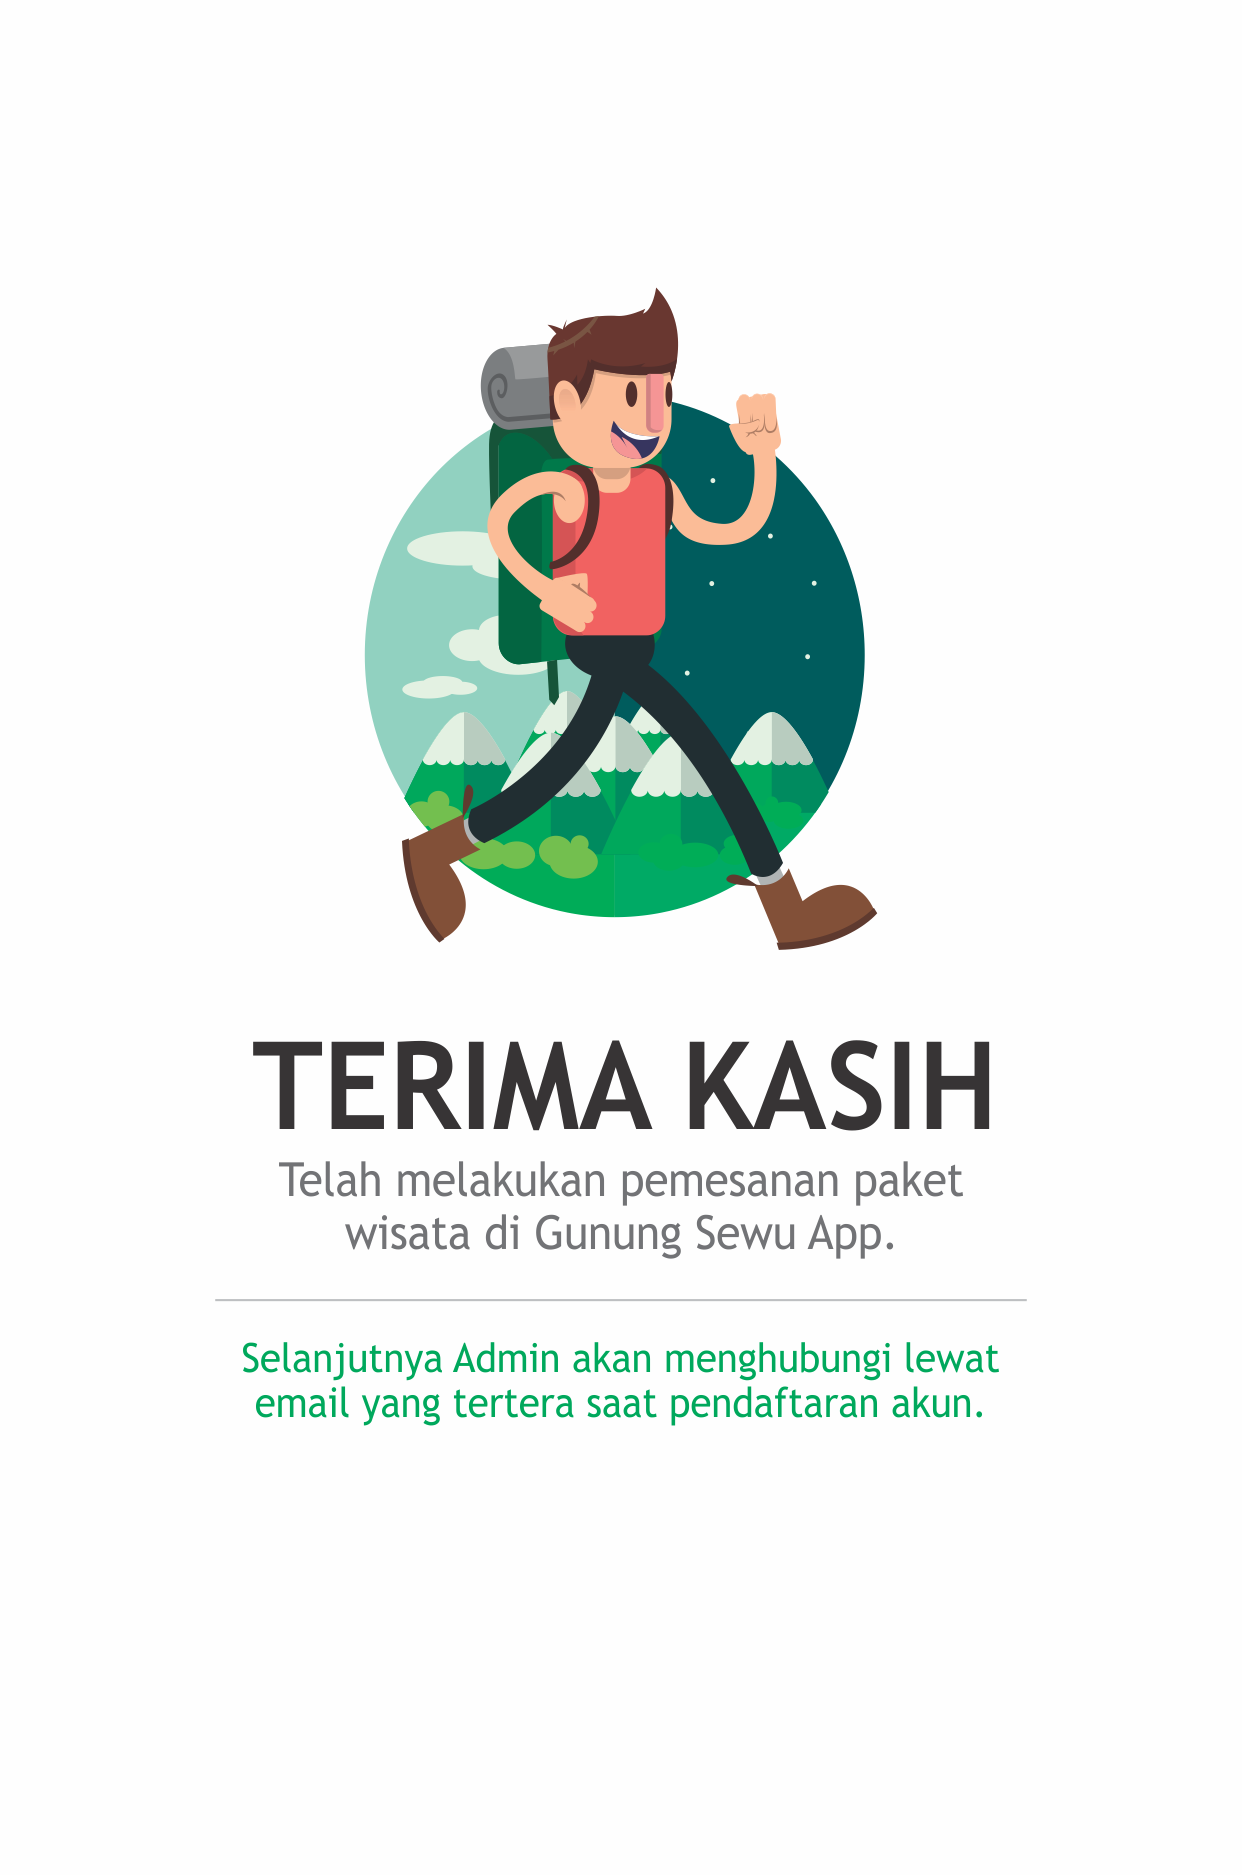 TERIMA KASIH
Telah melakukan pemesanan paket
wisata di Gunung Sewu App.
Selanjutnya Admin akan menghubungi lewat
email yang tertera saat pendaftaran akun.